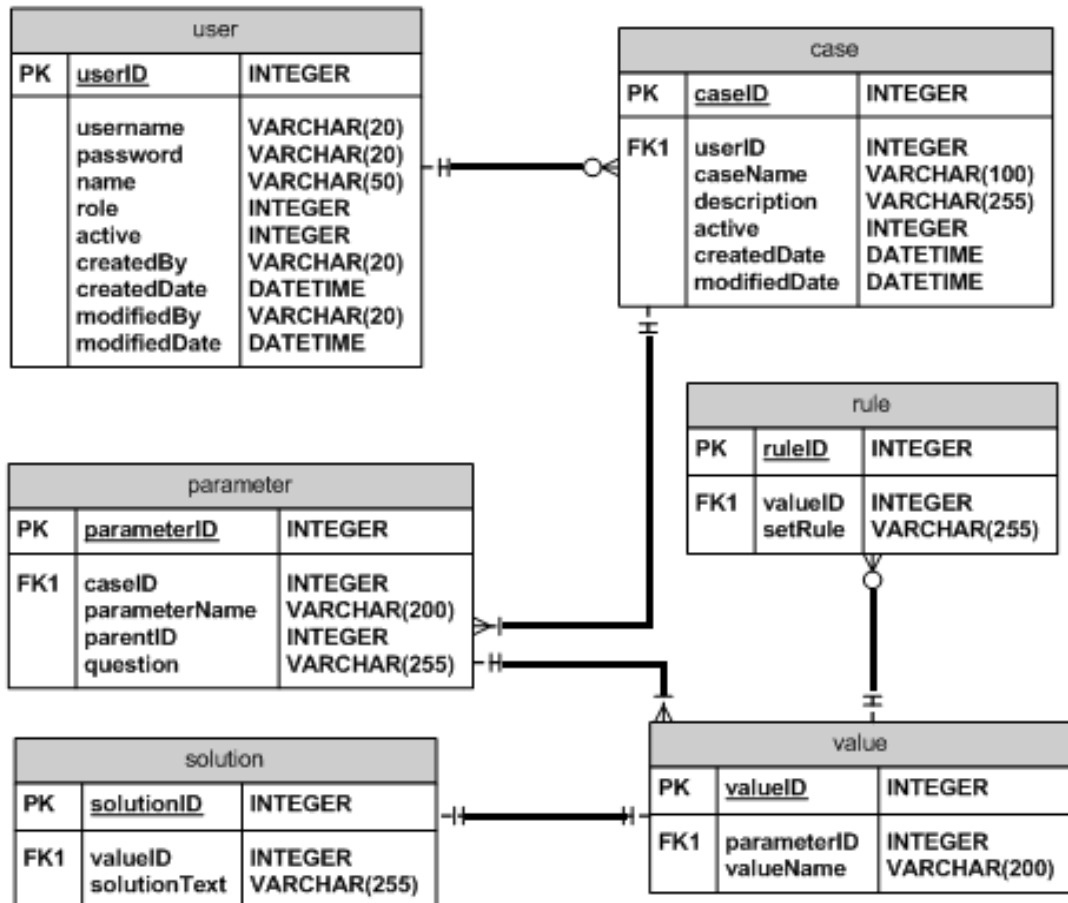 user
PK userID INTEGER
username VARCHAR(20)
password VARCHAR(20)
name VARCHAR(50)
role INTEGER
active INTEGER
createdBy VARCHAR(20)
createdDate DATETIME
modifiedBy VARCHAR(20)
modifiedDate DATETIME
case
PK caseID INTEGER
FK1 userID INTEGER
caseName VARCHAR(100)
description VARCHAR(255)
active INTEGER
createdDate DATETIME
modifiedDate DATETIME
rule
PK ruleID INTEGER
FK1 valueID INTEGER
setRule VARCHAR(255)
parameter
PK parameterID INTEGER
FK1 caseID INTEGER
parameterName VARCHAR(200)
parentID INTEGER
question VARCHAR(255)
solution
PK solutionID INTEGER
FK1 valueID INTEGER
solutionText VARCHAR(255)
value
PK valueID INTEGER
FK1 parameterID INTEGER
valueName VARCHAR(200)